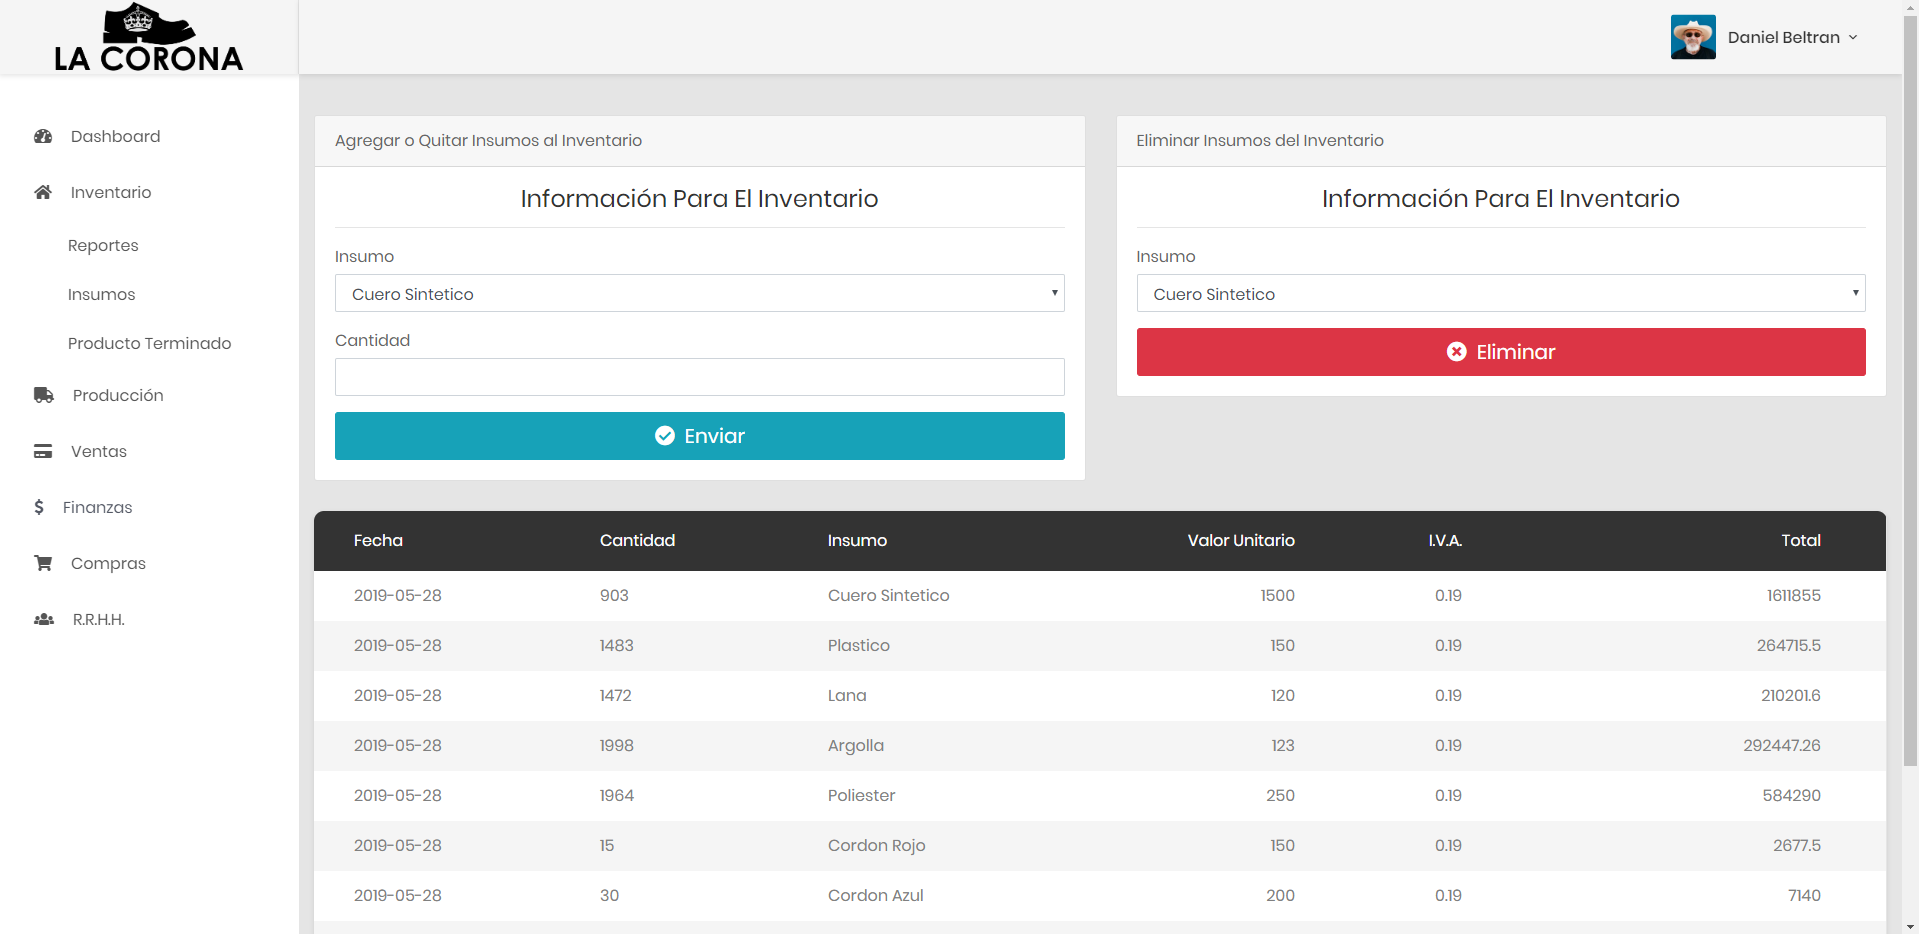 LA CORONA
Daniel Beltran
Dashboard
Inventario
Reportes
Insumos
Producto Terminado
Producción
Ventas
$ Finanzas
Compras
R.R.H.H.
Agregar o Quitar Insumos al Inventario
Información Para El Inventario
Insumo
Cuero Sintetico
Cantidad
Enviar
Eliminar Insumos del Inventario
Información Para El Inventario
Insumo
Cuero Sintetico
Eliminar
Fecha Cantidad Insumo Valor Unitario I.V.A. Total
2019-05-28 903 Cuero Sintetico 1500 0.19 1611855
2019-05-28 1483 Plastico 150 0.19 264715.5
2019-05-28 1472 Lana 120 0.19 210201.6
2019-05-28 1998 Argolla 123 0.19 292447.26
2019-05-28 1964 Poliester 250 0.19 584290
2019-05-28 15 Cordon Rojo 150 0.19 2677.5
2019-05-28 30 Cordon Azul 200 0.19 7140